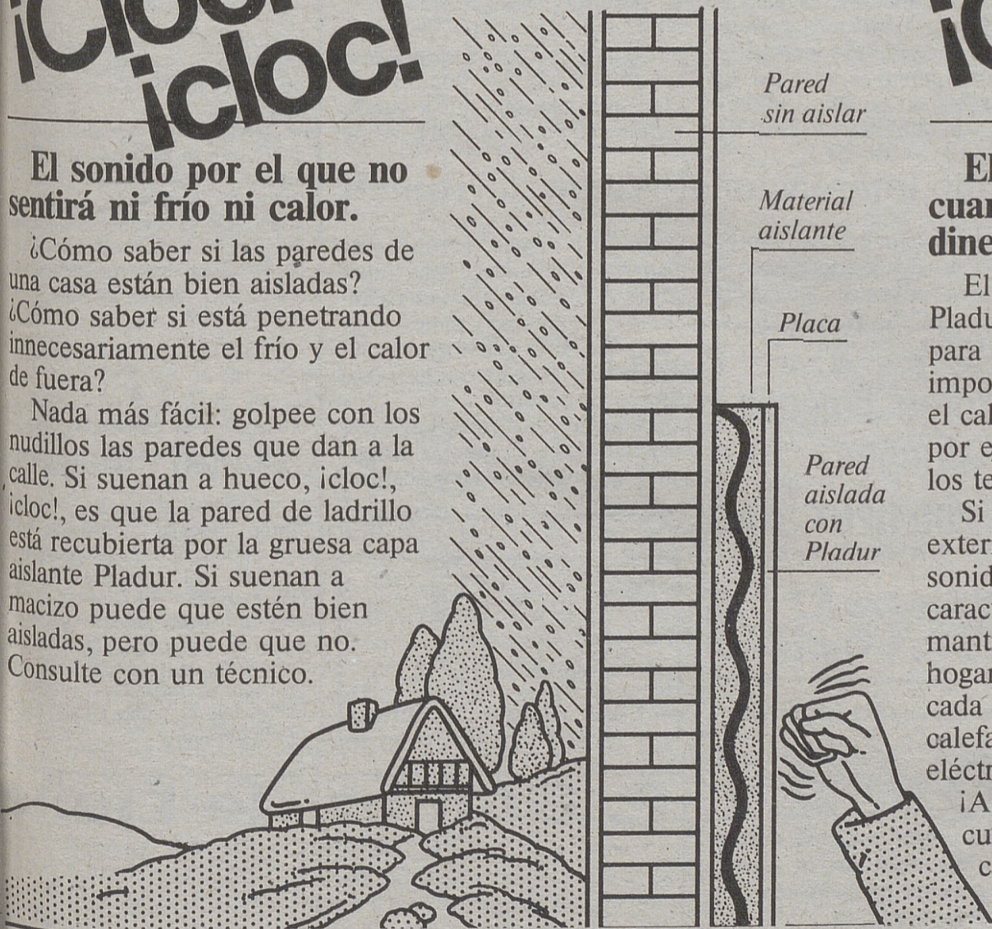 ¡Cloc!
¡cloc!
El sonido por el que no
sentirá ni frío ni calor.
¿Cómo saber si las paredes de
una casa están bien aisladas?
¿Cómo saber si está penetrando
innecesariamente el frío y el calor
de fuera?
Nada más fácil: golpee con los
nudillos las paredes que dan a la
calle. Si suenan a hueco, ¡cloc!,
¡cloc!, es que la pared de ladrillo
está recubierta por la gruesa capa
aislante Pladur. Si suenan a
macizo puede que estén bien
aisladas, pero puede que no.
Consulte con un técnico.
Pared
sin aislar
Material
aislante
Placa
Pared
aislada
con
Pladur
El
Si